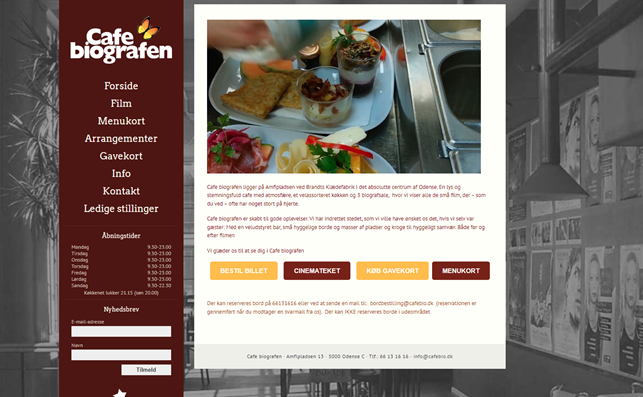 Cafe
biografen
Forside
Film
Menukort
Arrangementer
Gavekort
Info
Kontakt
Ledige stillinger
Åbningstider
Mandag 9.30-23.00
Tirsdag 9.30-23.00
Onsdag 9.30-23.00
Torsdag 9.30-23.00
Fredag 9.30-23.00
Lørdag 9.30-23.00
Søndag 9.30-22.30
Køkkenet lukker 21.15 (søn 20.00)
Nyhedsbrev
E-mail-adresse
Navn
Tilmeld
Cafe biografen ligger på Amfipladsen ved Brandts Klædefabrik i det absolutte centrum af Odense. En lys og
stemningsfuld cafe med atmosfære, et velassorteret køkken og 3 biografsale, hvor vi viser alle de små film, der – som
du ved – ofte har noget stort på hjerte.
Cafe biografen er skabt til gode oplevelser. Vi har indrettet stedet, som vi ville have ønsket os det, hvis vi selv var
gæster: Med en veludstyret bar, små hyggelige borde og masser af pladser og kroge til hyggeligt samvær. Både før og
efter filmen
Vi glæder os til at se dig i Cafe biografen
BESTIL BILLET CINEMATEKET KØB GAVEKORT MENUKORT
Der kan reserveres bord på 66131616 eller ved at sende en mail til: bordbestilling@cafebio.dk (reservationen er
gennemført når du modtager en svarmail fra os). Der kan IKKE reserveres borde i udeområdet
Cafe biografen · Amfipladsen 13 · 5000 Odense C · Tlf.: 66 13 16 16 · info@cafebio.dk